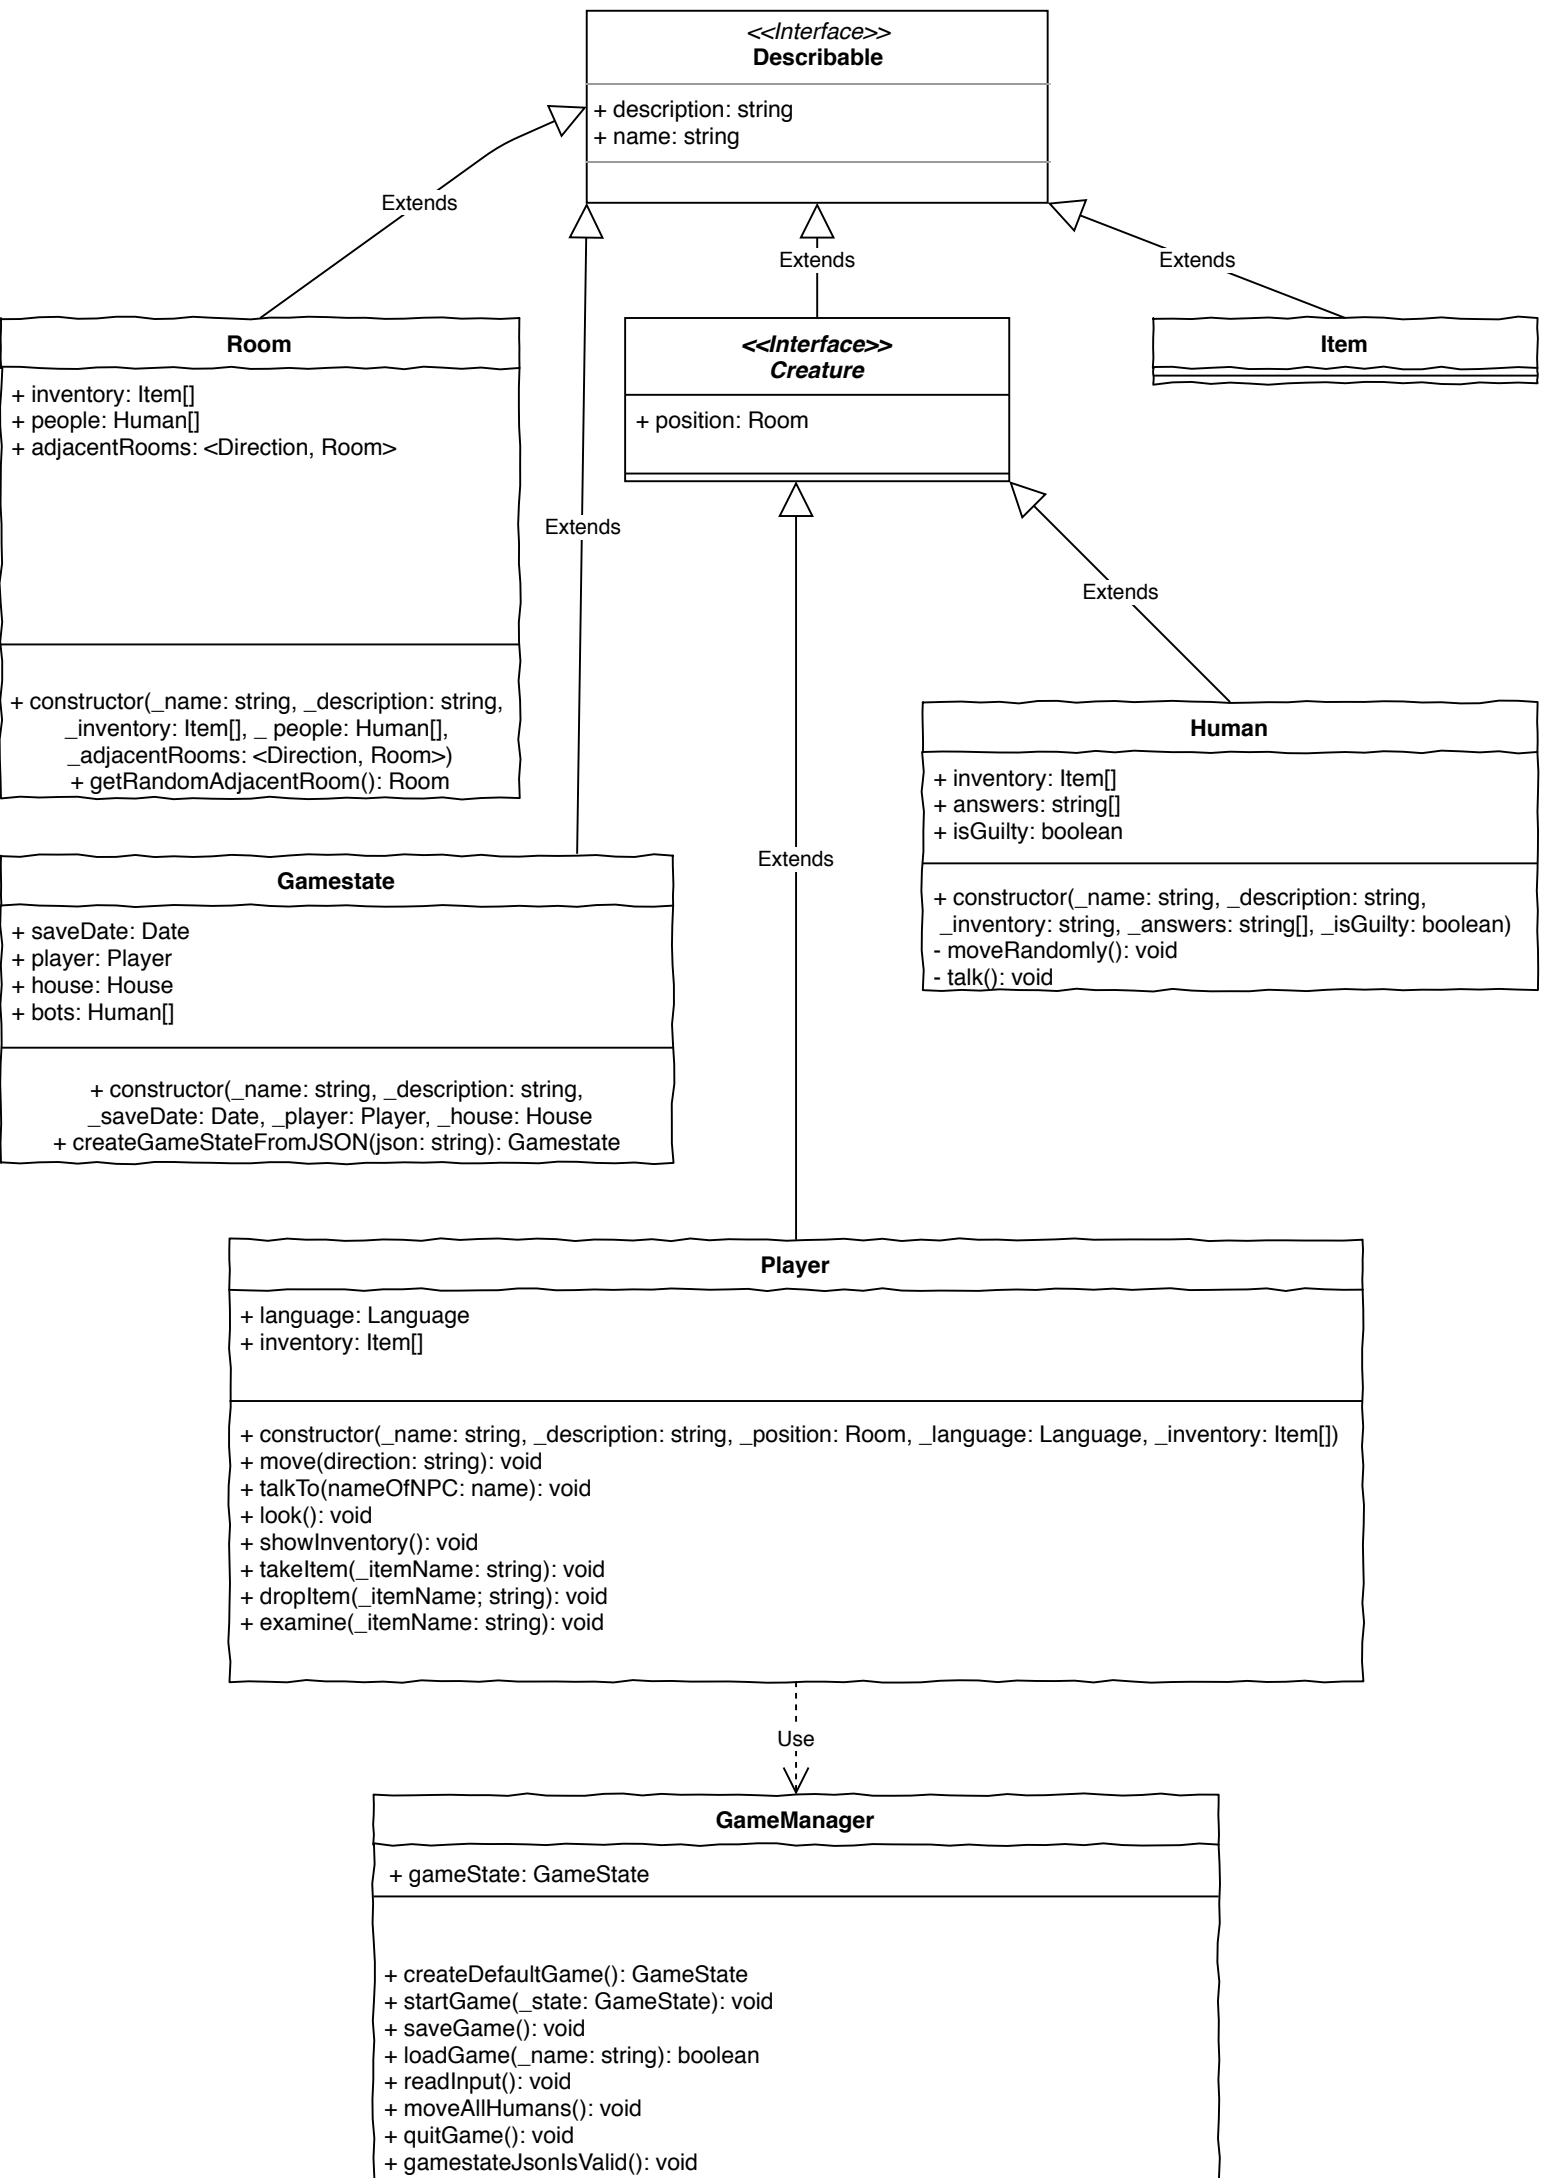 <<Interface>>
Describable
+ description: string
+ name: string
Extends
Extends
Extends
Room
+ inventory: Item[]
+ people: Human[]
+ adjacentRooms: <Direction, Room>
+ constructor(_name: string, _description: string,
_inventory: Item[], _ people: Human[],
_adjacentRooms: <Direction, Room>)
+ getRandomAdjacentRoom(): Room
<<Interface>>
Creature
+ position: Room
Item
Extends
Extends
Human
+ inventory: Item[]
+ answers: string[]
+ isGuilty: boolean
+ constructor(_name: string, _description: string,
_inventory: string, _answers: string[], _isGuilty: boolean)
- moveRandomly(): void
- talk(): void
Extends
Gamestate
+ saveDate: Date
+ player: Player
+ house: House
+ bots: Human[]
+ constructor(_name: string, _description: string,
_saveDate: Date, _player: Player, _house: House
+ createGameStateFromJSON(json: string): Gamestate
Player
+ language: Language
+ inventory: Item[]
+ constructor(_name: string, _description: string, _position: Room, _language: Language, _inventory: Item[])
+ move(direction: string): void
+ talkTo(nameOfNPC: name): void
+ look(): void
+ showInventory(): void
+ takeItem(_itemName: string): void
+ dropItem(_itemName; string): void
+ examine(_itemName: string): void
Use
GameManager
+ gameState: GameState
+ createDefaultGame(): GameState
+ startGame(_state: GameState): void
+ saveGame(): void
+ loadGame(_name: string): boolean
+ readInput(): void
+ moveAllHumans(): void
+ quitGame(): void
+ gamestateJsonIsValid(): void